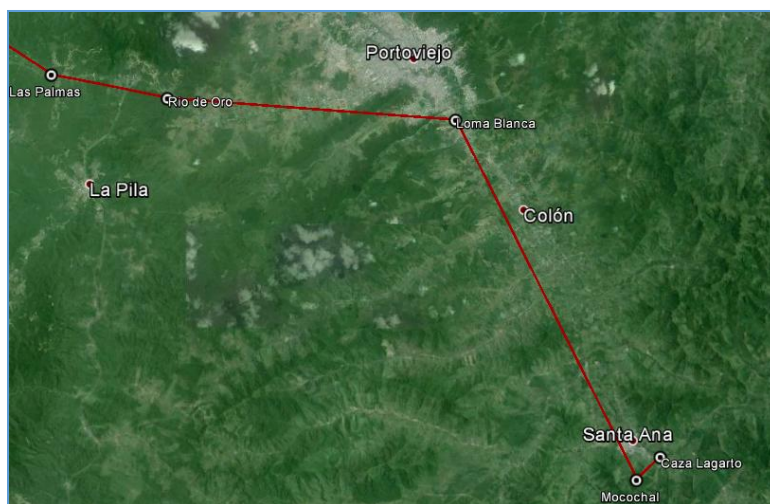 Portoviejo
Las Palmas
Rio de Oro
Loma Blanca
La Pila
Colón
Santa Ana
Caza Lagarto
Mocochal